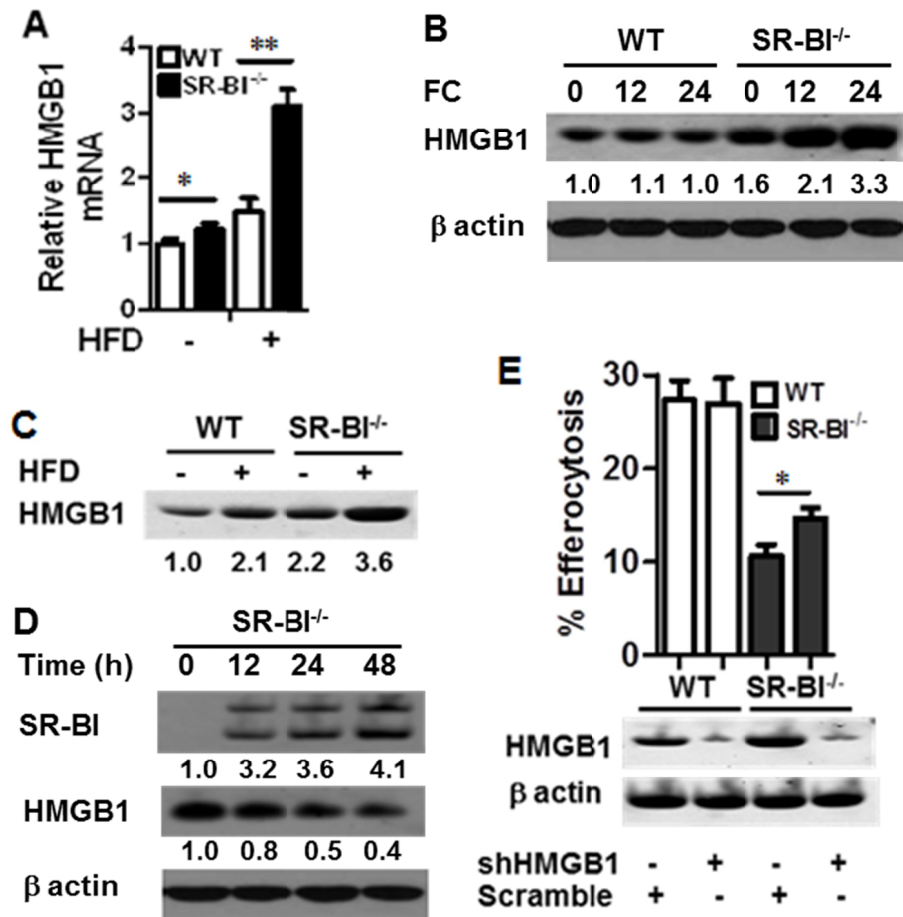 A
Relative HMGB1 mRNA
4
3
2
1
0
WT
SR-BI-/-
*
**
HFD - +
B
WT SR-BI-/-
FC 0 12 24 0 12 24
HMGB1
1.0 1.1 1.0 1.6 2.1 3.3
β actin
C
WT SR-BI-/-
HFD - + - +
HMGB1
1.0 2.1 2.2 3.6
D
SR-BI-/-
Time (h) 0 12 24 48
SR-BI
1.0 3.2 3.6 4.1
HMGB1
1.0 0.8 0.5 0.4
β actin
E
% Efferocytosis
30
20
10
0
WT
SR-BI-/-
*
WT SR-BI-/-
HMGB1
β actin
shHMGB1 - + - +
Scramble + - + -